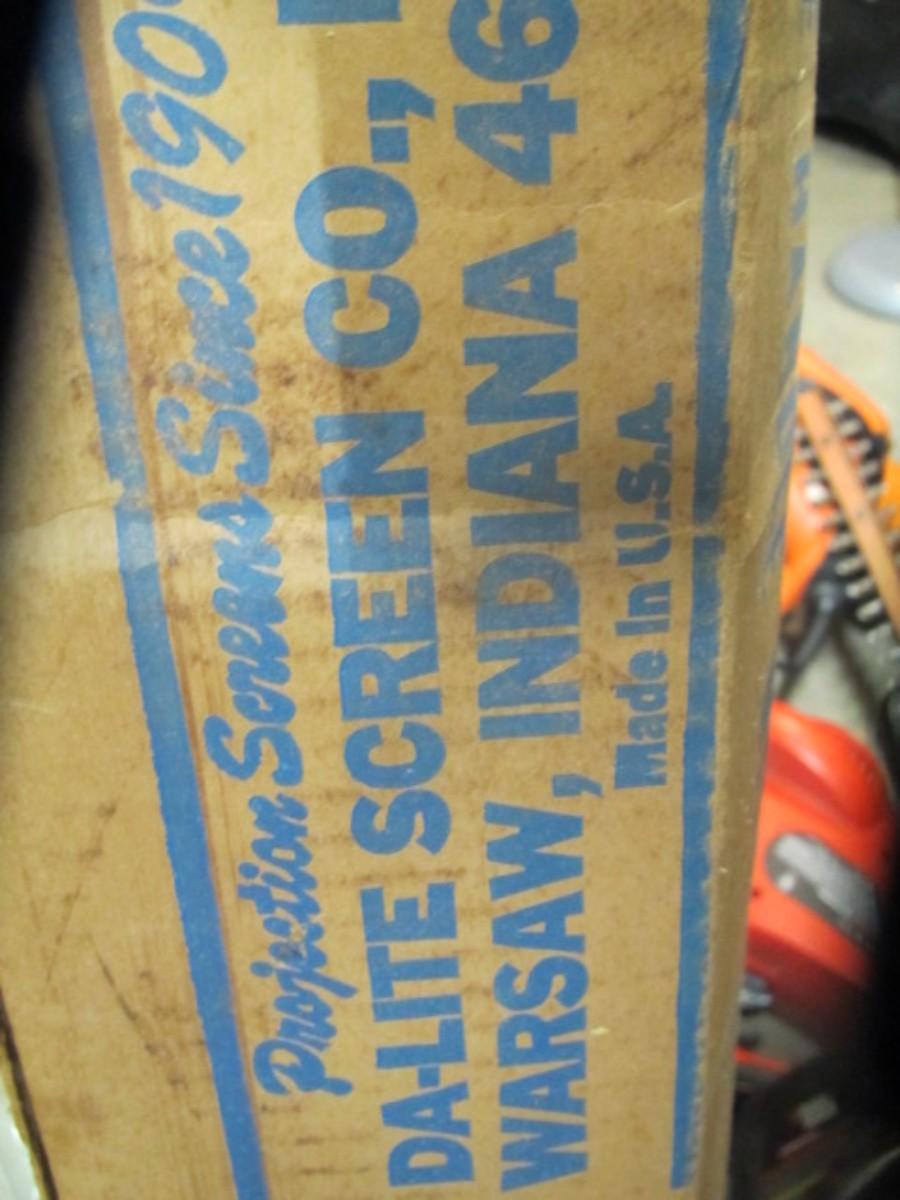 Projection Screens Since 190
DA-LITE SCREEN CO.,
WARSAW, INDIANA 46
Made In U.S.A.